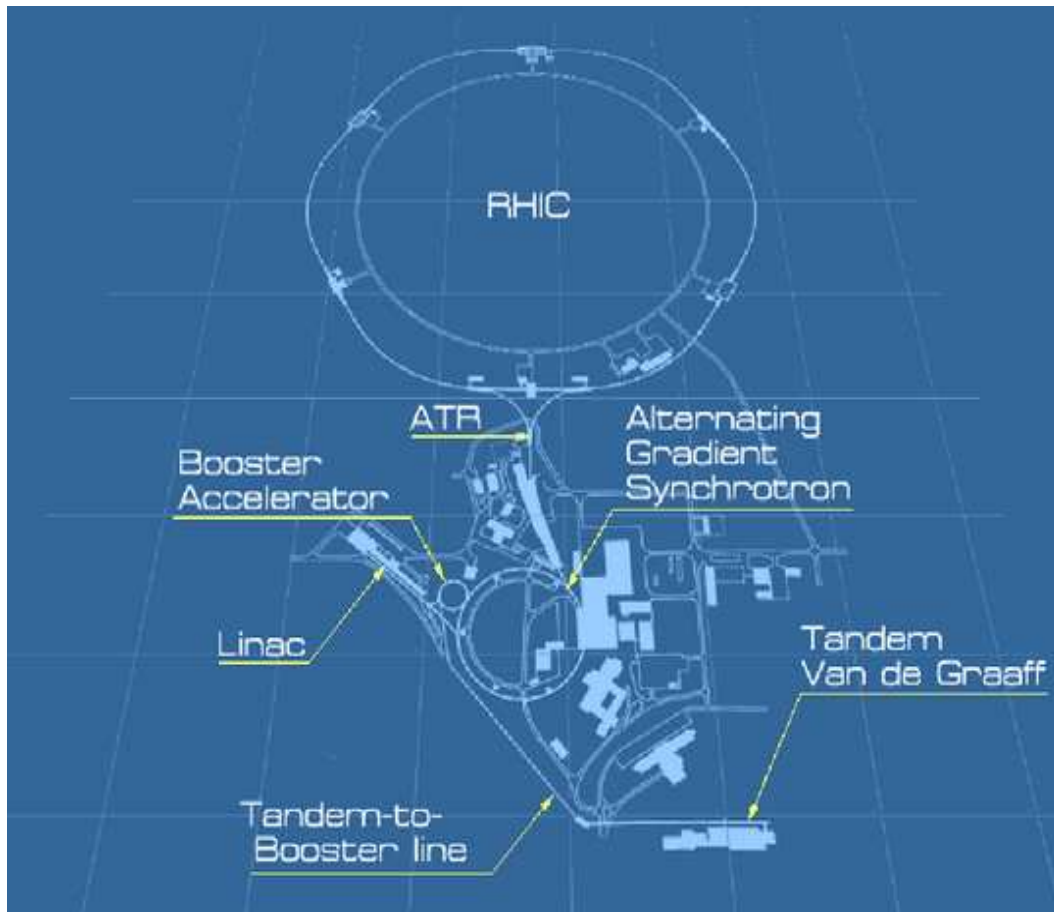 RHIC
ATR
Alternating
Gradient
Synchrotron
Booster
Accelerator
Linac
Tandem
Van de Graaff
Tandem-to-
Booster line